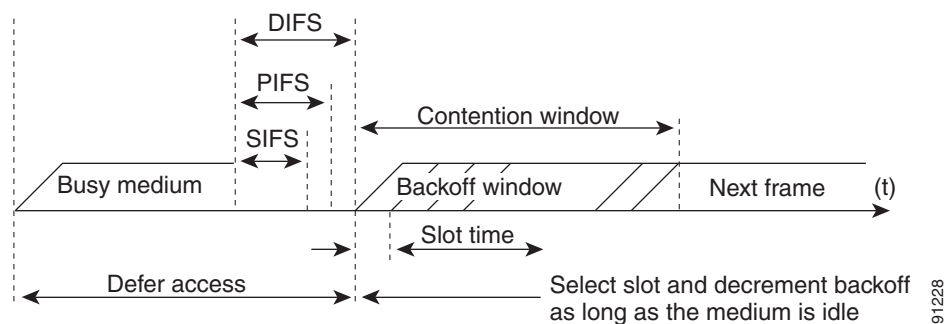 DIFS
PIFS
Contention window
SIFS
Busy medium
Backoff window
Next frame
(t)
Slot time
Defer access
Select slot and decrement backoff
as long as the medium is idle
91228